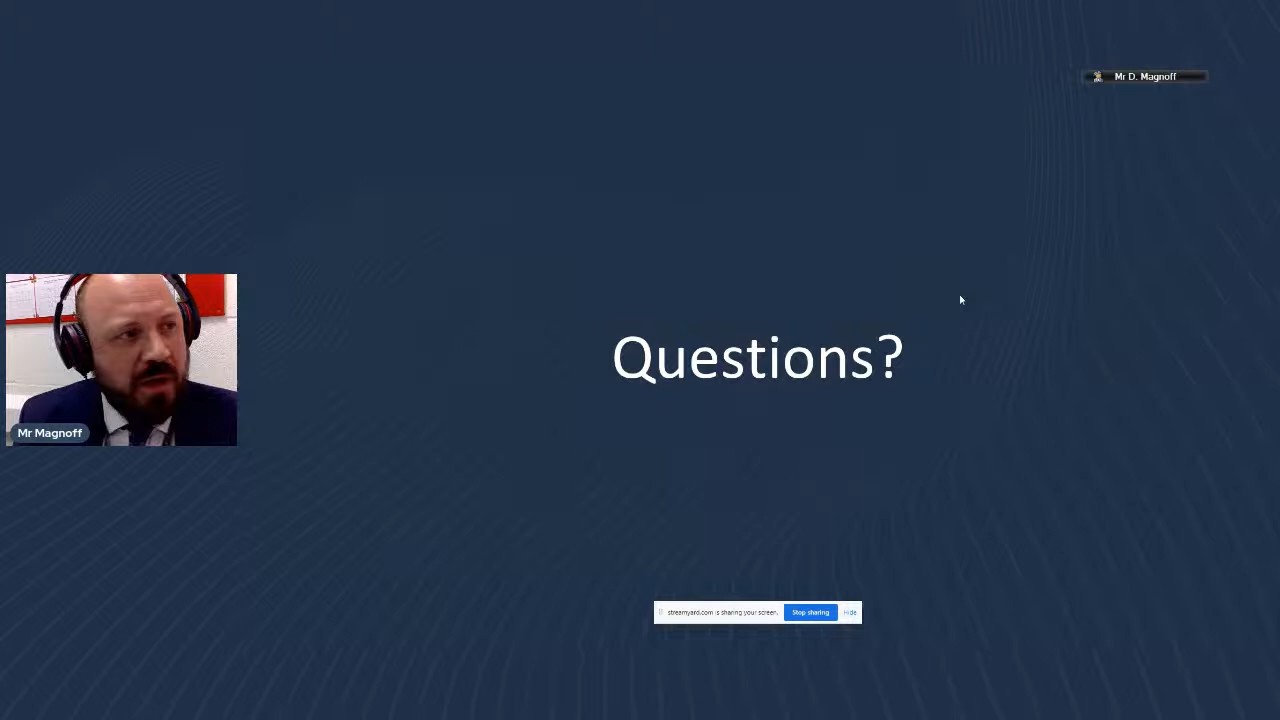 Mr D. Magnoff
Questions?
Mr Magnoff
streamyard.com is sharing your screen.
Stop sharing
Hide